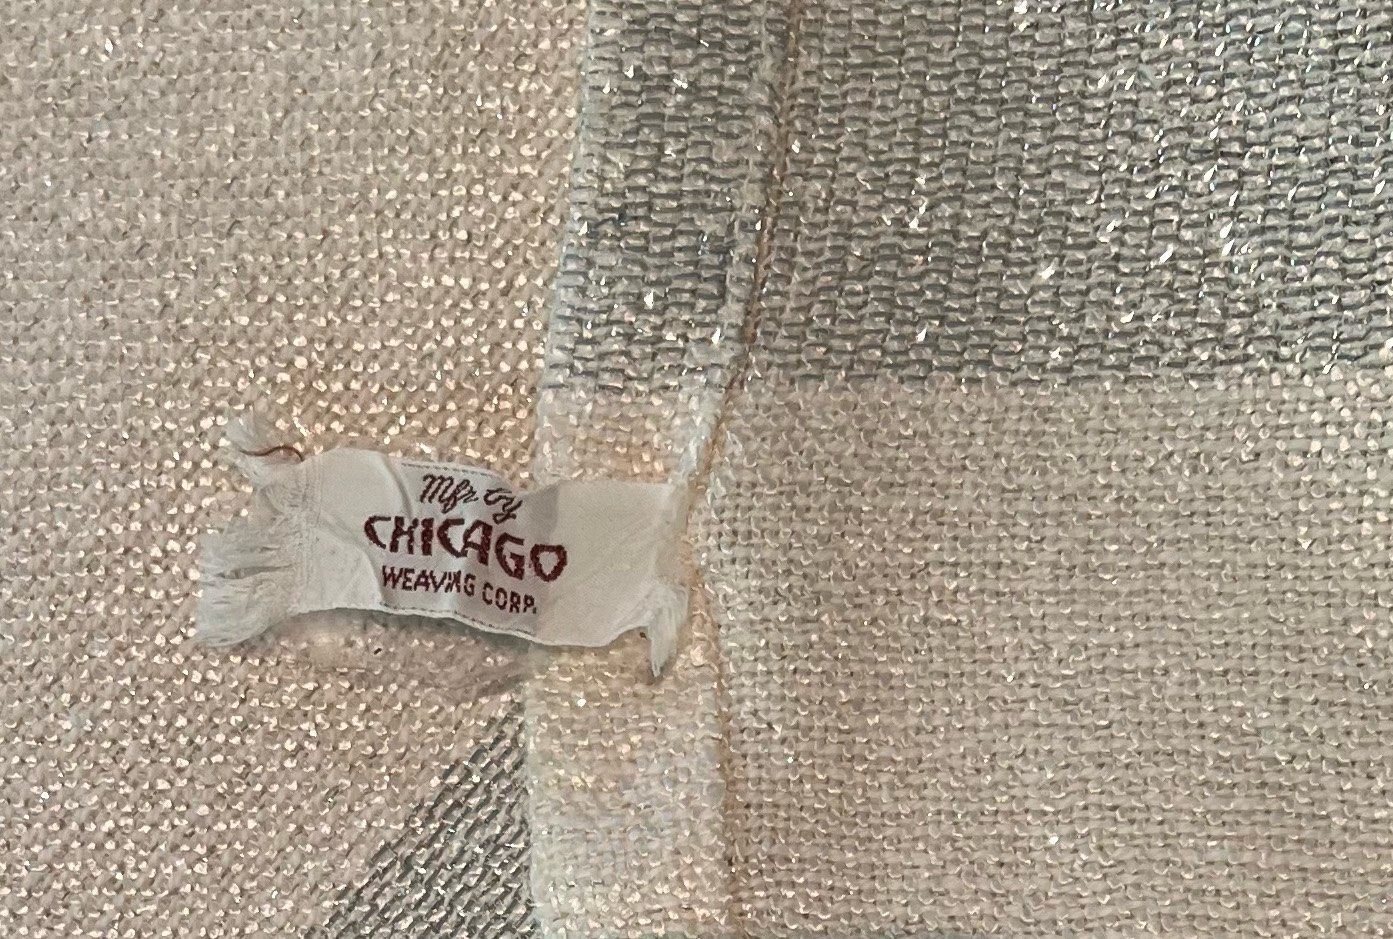 Mfr by
CHICAGO
WEAVING CORP.